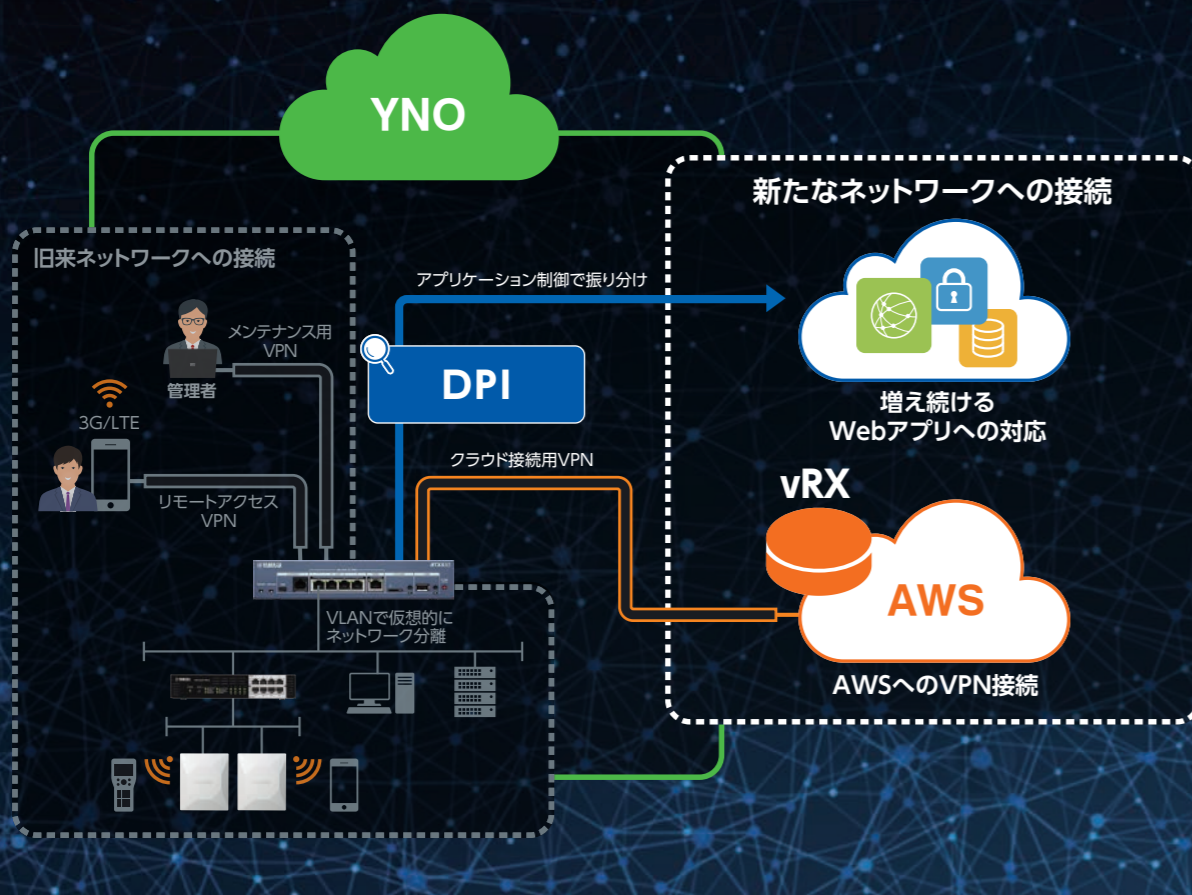 YNO
新たなネットワークへの接続
旧来ネットワークへの接続
アプリケーション制御で振り分け
メンテナンス用
VPN
管理者
DPI
3G/LTE
増え続ける
Webアプリへの対応
クラウド接続用VPN
リモートアクセス
VPN
vRX
AWS
VLANで仮想的に
ネットワーク分離
AWSへのVPN接続